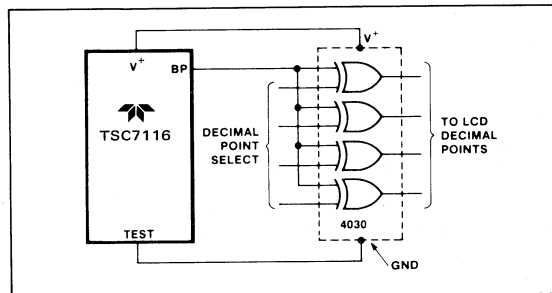 V+
V+
BP
TSC7116
DECIMAL
POINT
SELECT
TO LCD
DECIMAL
POINTS
TEST
4030
GND